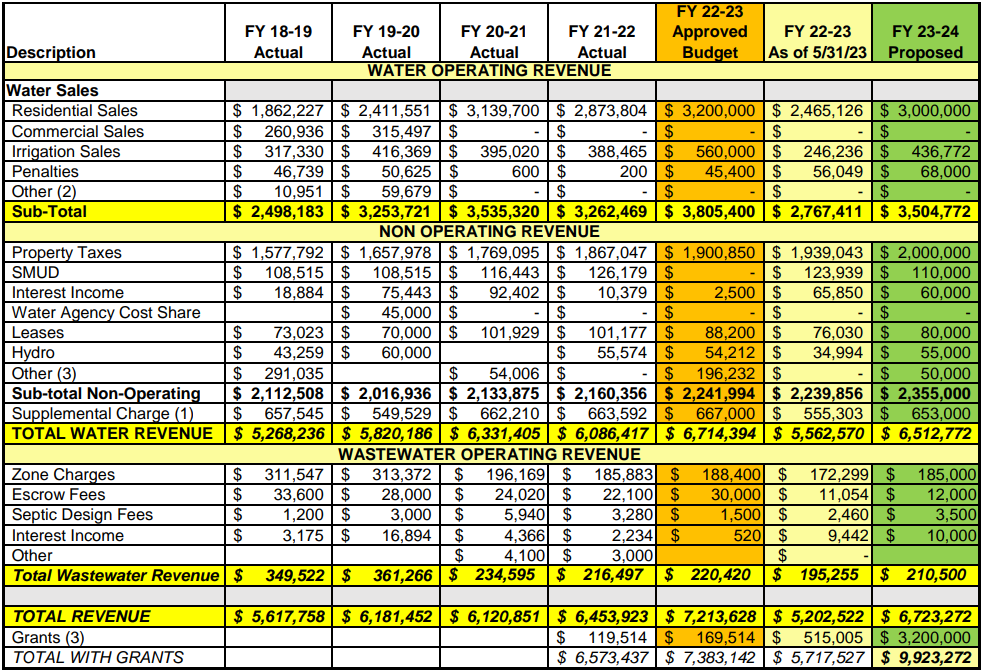 Description FY 18-19 Actual FY 19-20 Actual FY 20-21 Actual FY 21-22 Actual FY 22-23 Approved Budget FY 22-23 As of 5/31/23 FY 23-24 Proposed
WATER OPERATING REVENUE
Water Sales
Residential Sales $ 1,862,227 $ 2,411,551 $ 3,139,700 $ 2,873,804 $ 3,200,000 $ 2,465,126 $ 3,000,000
Commercial Sales $ 260,936 $ 315,497 $ - $ - $ - $ - $ -
Irrigation Sales $ 317,330 $ 416,369 $ 395,020 $ 388,465 $ 560,000 $ 246,236 $ 436,772
Penalties $ 46,739 $ 50,625 $ 600 $ 200 $ 45,400 $ 56,049 $ 68,000
Other (2) $ 10,951 $ 59,679 $ - $ - $ - $ - $ -
Sub-Total $ 2,498,183 $ 3,253,721 $ 3,535,320 $ 3,262,469 $ 3,805,400 $ 2,767,411 $ 3,504,772
NON OPERATING REVENUE
Property Taxes $ 1,577,792 $ 1,657,978 $ 1,769,095 $ 1,867,047 $ 1,900,850 $ 1,939,043 $ 2,000,000
SMUD $ 108,515 $ 108,515 $ 116,443 $ 126,179 $ - $ 123,939 $ 110,000
Interest Income $ 18,884 $ 75,443 $ 92,402 $ 10,379 $ 2,500 $ 65,850 $ 60,000
Water Agency Cost Share $ 45,000 $ - $ - $ - $ - $ -
Leases $ 73,023 $ 70,000 $ 101,929 $ 101,177 $ 88,200 $ 76,030 $ 80,000
Hydro $ 43,259 $ 60,000 $ 55,574 $ 54,212 $ 34,994 $ 55,000
Other (3) $ 291,035 $ 54,006 $ - $ 196,232 $ - $ 50,000
Sub-total Non-Operating $ 2,112,508 $ 2,016,936 $ 2,133,875 $ 2,160,356 $ 2,241,994 $ 2,239,856 $ 2,355,000
Supplemental Charge (1) $ 657,545 $ 549,529 $ 662,210 $ 663,592 $ 667,000 $ 555,303 $ 653,000
TOTAL WATER REVENUE $ 5,268,236 $ 5,820,186 $ 6,331,405 $ 6,086,417 $ 6,714,394 $ 5,562,570 $ 6,512,772
WASTEWATER OPERATING REVENUE
Zone Charges $ 311,547 $ 313,372 $ 196,169 $ 185,883 $ 188,400 $ 172,299 $ 185,000
Escrow Fees $ 33,600 $ 28,000 $ 24,020 $ 22,100 $ 30,000 $ 11,054 $ 12,000
Septic Design Fees $ 1,200 $ 3,000 $ 5,940 $ 3,280 $ 1,500 $ 2,460 $ 3,500
Interest Income $ 3,175 $ 16,894 $ 4,366 $ 2,234 $ 520 $ 9,442 $ 10,000
Other $ 4,100 $ 3,000 $ -
Total Wastewater Revenue $ 349,522 $ 361,266 $ 234,595 $ 216,497 $ 220,420 $ 195,255 $ 210,500
TOTAL REVENUE $ 5,617,758 $ 6,181,452 $ 6,120,851 $ 6,453,923 $ 7,213,628 $ 5,202,522 $ 6,723,272
Grants (3) $ 119,514 $ 169,514 $ 515,005 $ 3,200,000
TOTAL WITH GRANTS $ 6,573,437 $ 7,383,142 $ 5,717,527 $ 9,923,272